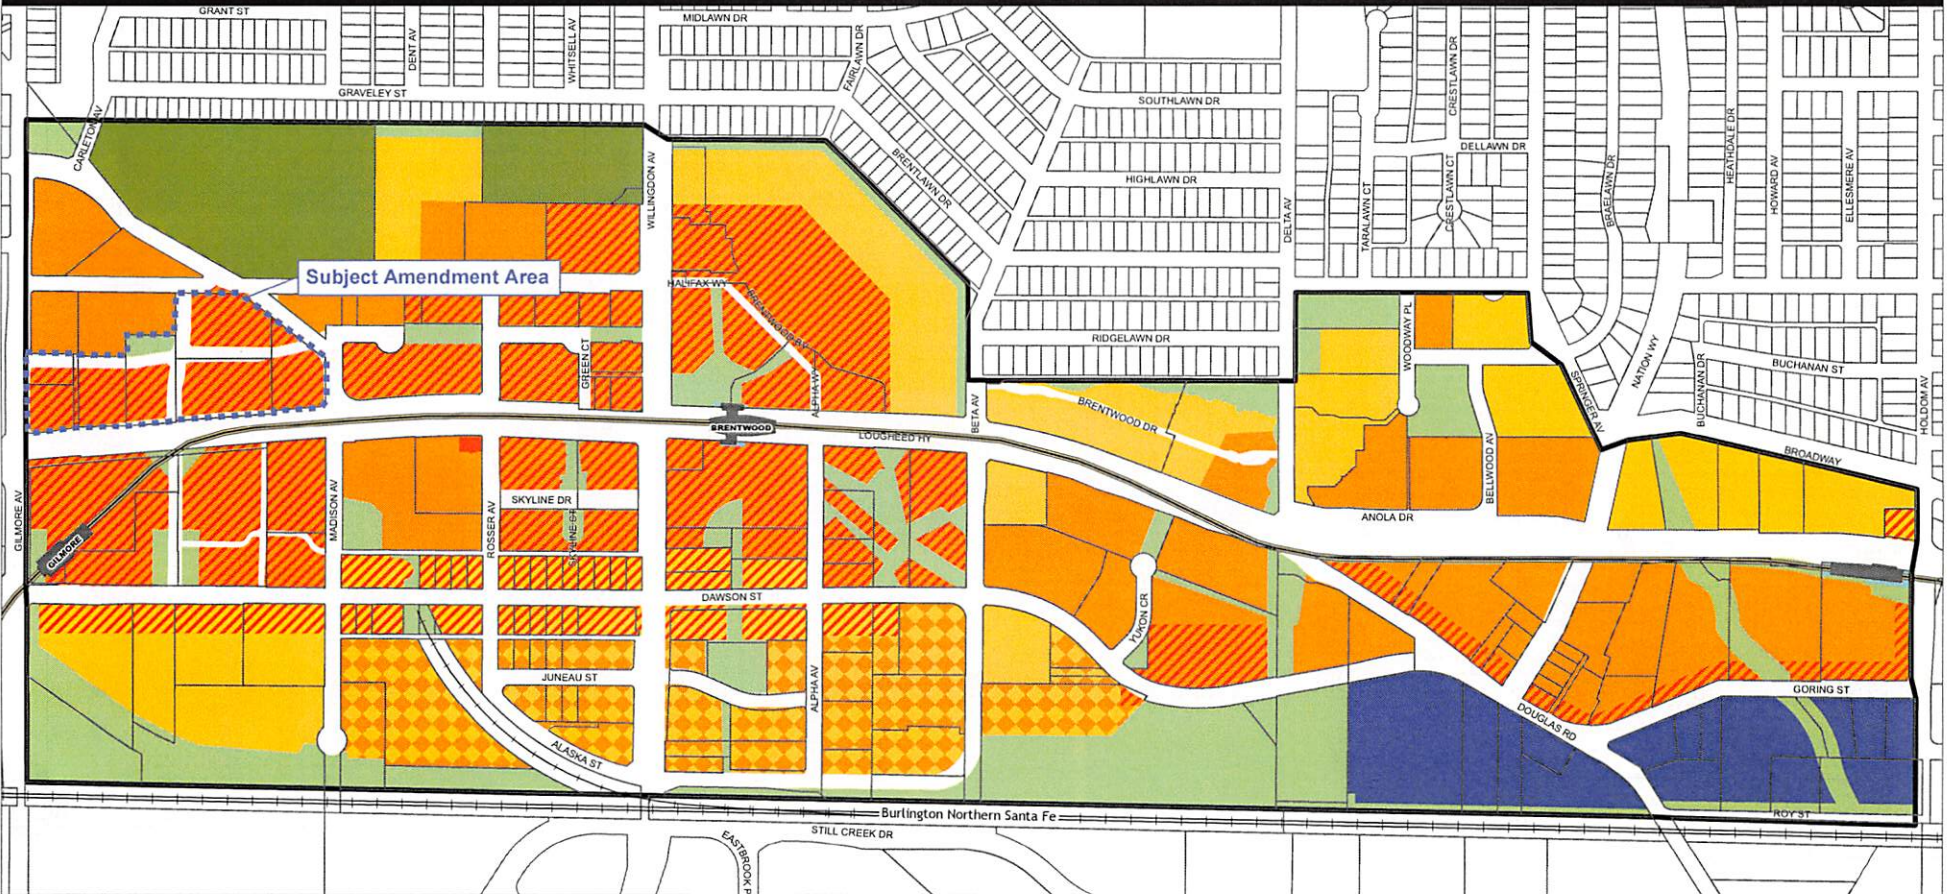 GRANT ST
MIDLAWN DR
DENT AV
WHITSELL AV
FAIRLAWN DR
CRESTLAWN DR
GRAVELEY ST
SOUTHLAWN DR
CARLETON AV
HEATHDALE DR
DELLAWN DR
WILLINGDON AV
BRENTLAWN DR
HIGHLAWN DR
TARALAWN CT
CRESTLAWN CT
BRAELAWN DR
HOWARD AV
ELLESMERE AV
DELTA AV
Subject Amendment Area
HALIFAX WY
BRENTWOOD BV
RIDGELAWN DR
WOODWAY PL
GREEN CT
ALPHA WY
SPRINGER AV
NATION WY
BUCHANAN DR
BUCHANAN ST
HOLDOM AV
BETA AV
BRENTWOOD DR
BRENTWOOD
LOUGHEED HY
BELLWOOD AV
BROADWAY
GILMORE AV
MADISON AV
ROSSER AV
SKYLINE DR
SKYLINE DR
ANOLA DR
GILMORE
DAWSON ST
YUKON CR
JUNEAU ST
ALPHA AV
GORING ST
DOUGLAS RD
ALASKA ST
Burlington Northern Santa Fe
ROY ST
STILL CREEK DR
EASTBROOK P